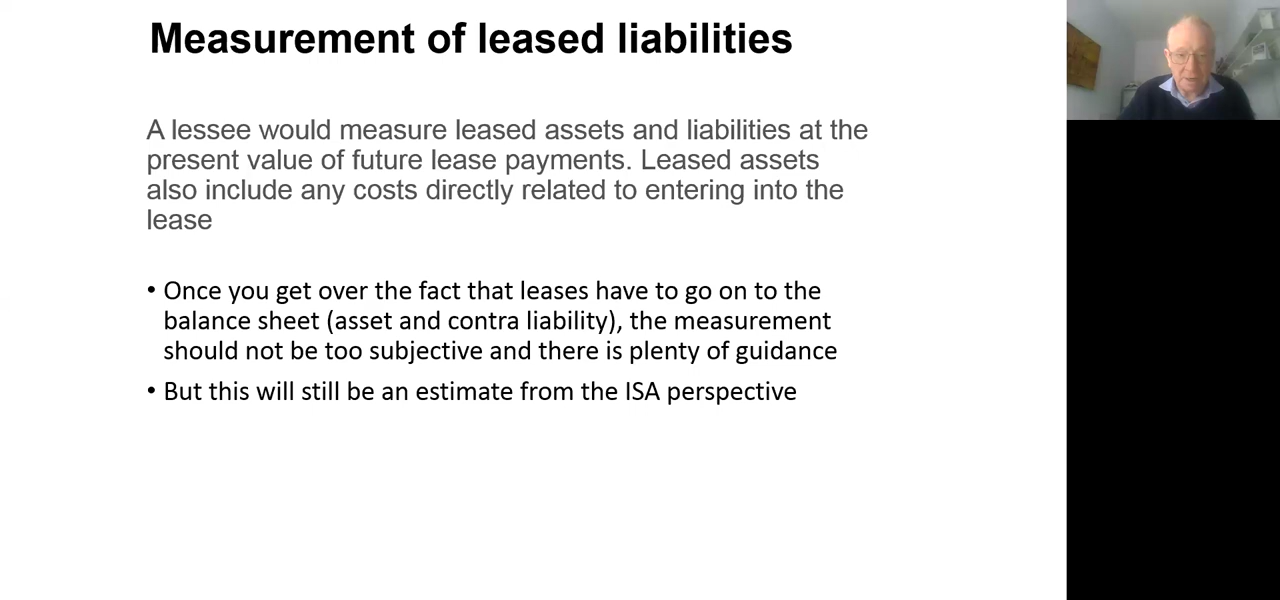 Measurement of leased liabilities
A lessee would measure leased assets and liabilities at the
present value of future lease payments. Leased assets
also include any costs directly related to entering into the
lease
• Once you get over the fact that leases have to go on to the
balance sheet (asset and contra liability), the measurement
should not be too subjective and there is plenty of guidance
• But this will still be an estimate from the ISA perspective